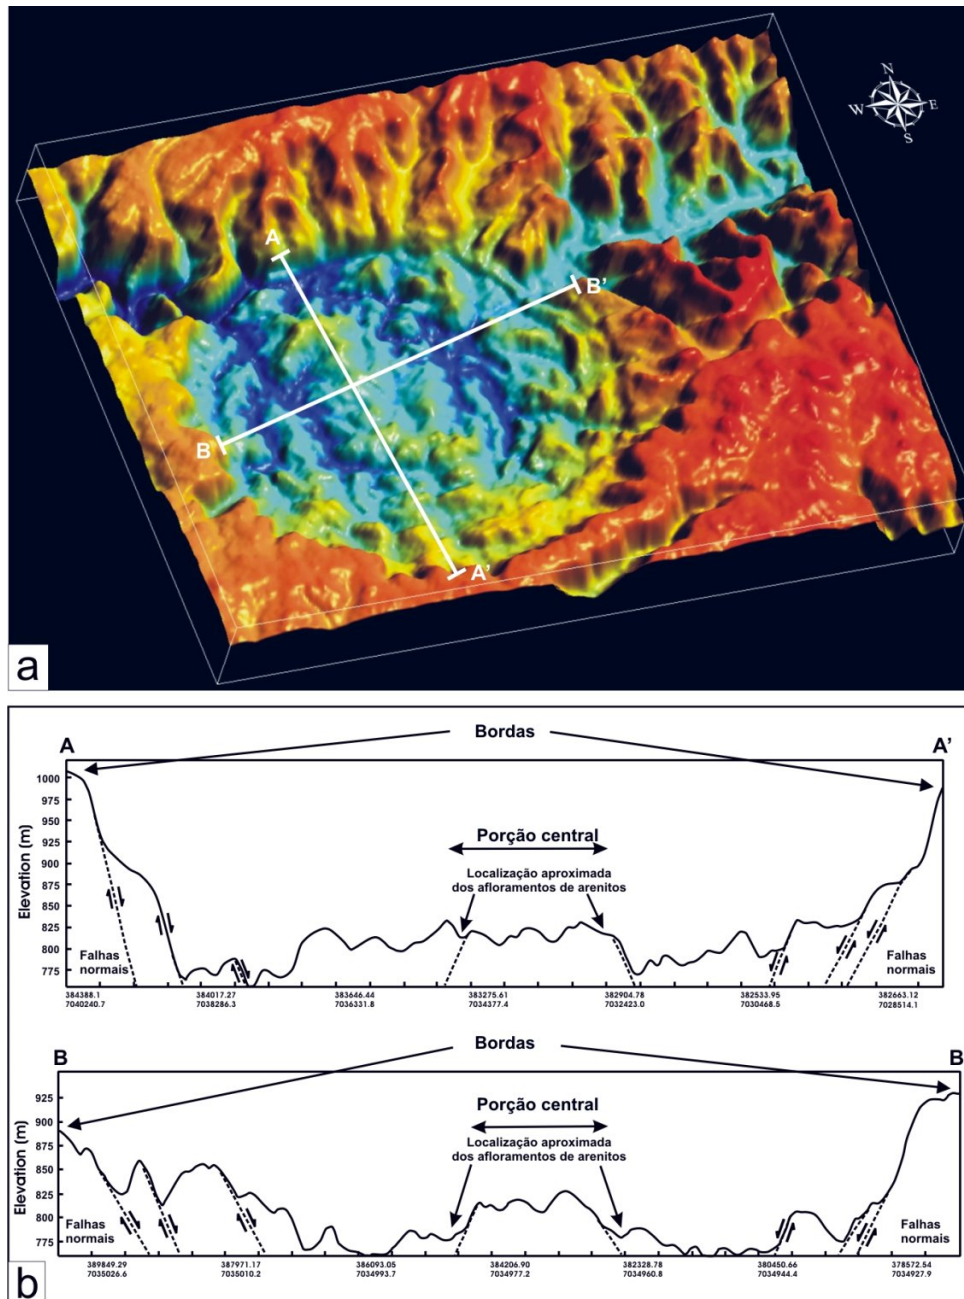 a
N
W E
S
A
B'
B
A'
Bordas
A
A'
Elevation (m)
1000
975
950
925
900
875
850
825
800
775
Porção central
Localização aproximada
dos afloramentos de arenitos
Falhas
normais
Falhas
normais
384388.1
7040240.7
384017.27
7038286.3
383646.44
7036331.8
383275.61
7034377.4
382904.78
7032423.0
382533.95
7030468.5
382663.12
7028514.1
Bordas
B
B
Elevation (m)
925
900
875
850
825
800
775
Porção central
Localização aproximada
dos afloramentos de arenitos
Falhas
normais
Falhas
normais
389849.29
7035026.6
387971.17
7035010.2
386093.05
7034993.7
384206.90
7034977.2
382328.78
7034960.8
380450.66
7034944.4
378572.54
7034927.9
b